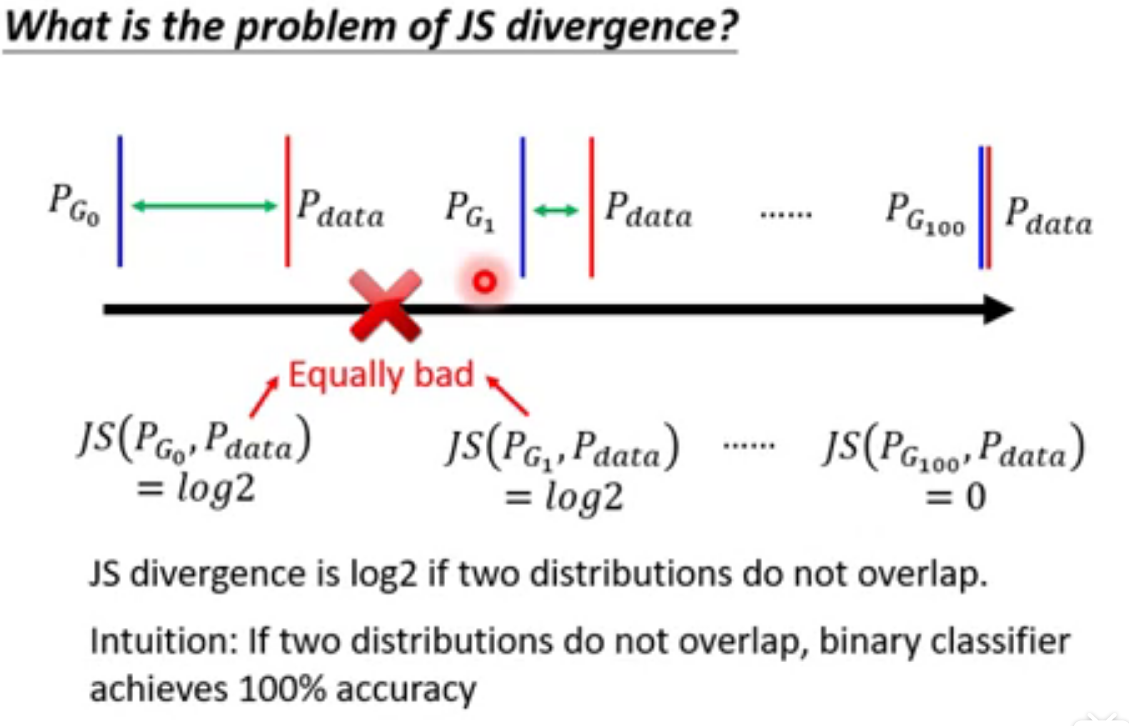 What is the problem of JS divergence?
P_{G_0} P_{data} P_{G_1} P_{data} ...... P_{G_{100}} P_{data}
Equally bad
JS(P_{G_0}, P_{data}) JS(P_{G_1}, P_{data}) ...... JS(P_{G_{100}}, P_{data})
= log2 = log2 = 0
JS divergence is log2 if two distributions do not overlap.
Intuition: If two distributions do not overlap, binary classifier
achieves 100% accuracy